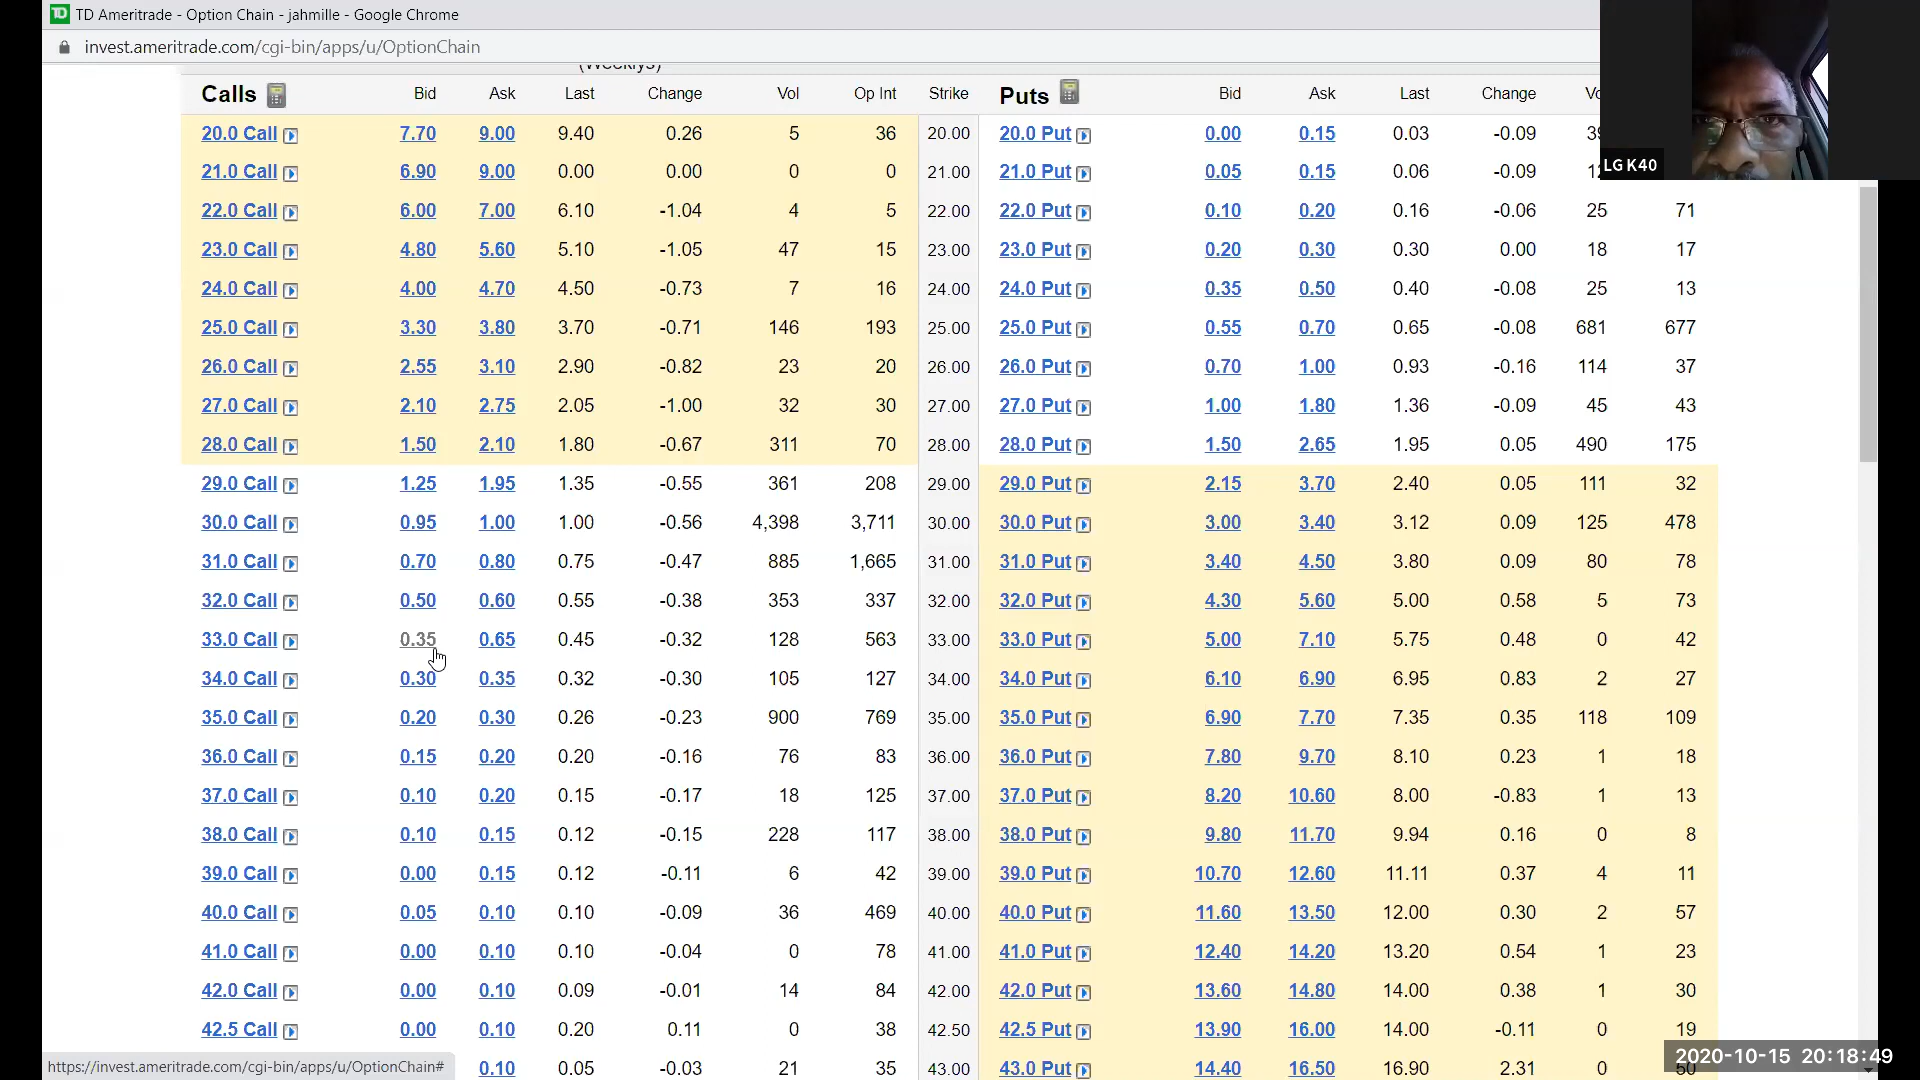 TD Ameritrade - Option Chain - jahmille - Google Chrome
invest.ameritrade.com/cgi-bin/apps/u/OptionChain
(Weeklys)
Calls Bid Ask Last Change Vol Op Int Strike Puts Bid Ask Last Change
20.0 Call 7.70 9.00 9.40 0.26 5 36 20.00 20.0 Put 0.00 0.15 0.03 -0.09
21.0 Call 6.90 9.00 0.00 0.00 0 0 21.00 21.0 Put 0.05 0.15 0.06 -0.09
LG K40
22.0 Call 6.00 7.00 6.10 -1.04 4 5 22.00 22.0 Put 0.10 0.20 0.16 -0.06 25 71
23.0 Call 4.80 5.60 5.10 -1.05 47 15 23.00 23.0 Put 0.20 0.30 0.30 0.00 18 17
24.0 Call 4.00 4.70 4.50 -0.73 7 16 24.00 24.0 Put 0.35 0.50 0.40 -0.08 25 13
25.0 Call 3.30 3.80 3.70 -0.71 146 193 25.00 25.0 Put 0.55 0.70 0.65 -0.08 681 677
26.0 Call 2.55 3.10 2.90 -0.82 23 20 26.00 26.0 Put 0.70 1.00 0.93 -0.16 114 37
27.0 Call 2.10 2.75 2.05 -1.00 32 30 27.00 27.0 Put 1.00 1.80 1.36 -0.09 45 43
28.0 Call 1.50 2.10 1.80 -0.67 311 70 28.00 28.0 Put 1.50 2.65 1.95 0.05 490 175
29.0 Call 1.25 1.95 1.35 -0.55 361 208 29.00 29.0 Put 2.15 3.70 2.40 0.05 111 32
30.0 Call 0.95 1.00 1.00 -0.56 4,398 3,711 30.00 30.0 Put 3.00 3.40 3.12 0.09 125 478
31.0 Call 0.70 0.80 0.75 -0.47 885 1,665 31.00 31.0 Put 3.40 4.50 3.80 0.09 80 78
32.0 Call 0.50 0.60 0.55 -0.38 353 337 32.00 32.0 Put 4.30 5.60 5.00 0.58 5 73
33.0 Call 0.35 0.65 0.45 -0.32 128 563 33.00 33.0 Put 5.00 7.10 5.75 0.48 0 42
34.0 Call 0.30 0.35 0.32 -0.30 105 127 34.00 34.0 Put 6.10 6.90 6.95 0.83 2 27
35.0 Call 0.20 0.30 0.26 -0.23 900 769 35.00 35.0 Put 6.90 7.70 7.35 0.35 118 109
36.0 Call 0.15 0.20 0.20 -0.16 76 83 36.00 36.0 Put 7.80 9.70 8.10 0.23 1 18
37.0 Call 0.10 0.20 0.15 -0.17 18 125 37.00 37.0 Put 8.20 10.60 8.00 -0.83 1 13
38.0 Call 0.10 0.15 0.12 -0.15 228 117 38.00 38.0 Put 9.80 11.70 9.94 0.16 0 8
39.0 Call 0.00 0.15 0.12 -0.11 6 42 39.00 39.0 Put 10.70 12.60 11.11 0.37 4 11
40.0 Call 0.05 0.10 0.10 -0.09 36 469 40.00 40.0 Put 11.60 13.50 12.00 0.30 2 57
41.0 Call 0.00 0.10 0.10 -0.04 0 78 41.00 41.0 Put 12.40 14.20 13.20 0.54 1 23
42.0 Call 0.00 0.10 0.09 -0.01 14 84 42.00 42.0 Put 13.60 14.80 14.00 0.38 1 30
42.5 Call 0.00 0.10 0.20 0.11 0 38 42.50 42.5 Put 13.90 16.00 14.00 -0.11 0 19
2020-10-15 20:18:49
https://invest.ameritrade.com/cgi-bin/apps/u/OptionChain# 0.10 0.05 -0.03 21 35 43.00 43.0 Put 14.40 16.50 16.90 2.31 0